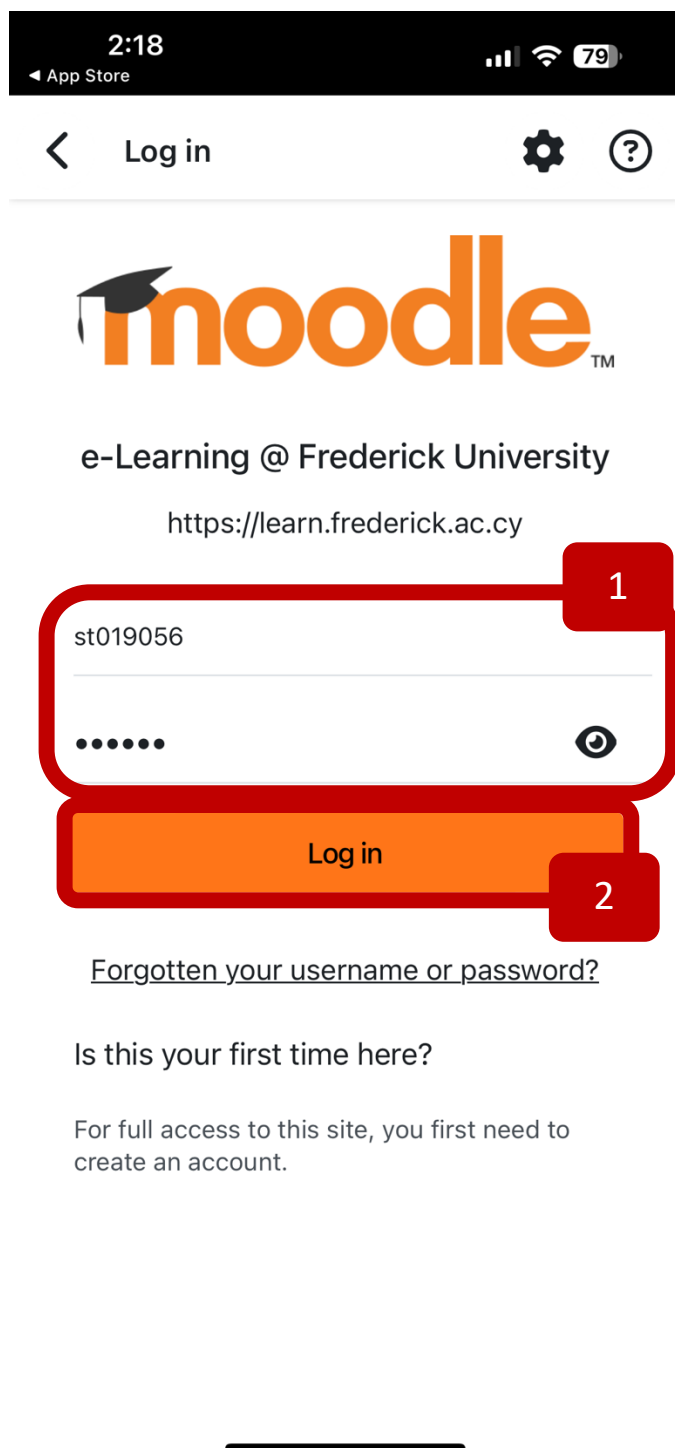 2:18
79
◀ App Store
Log in
moodle™
e-Learning @ Frederick University
https://learn.frederick.ac.cy
1
st019056
••••••
Log in
2
Forgotten your username or password?
Is this your first time here?
For full access to this site, you first need to
create an account.